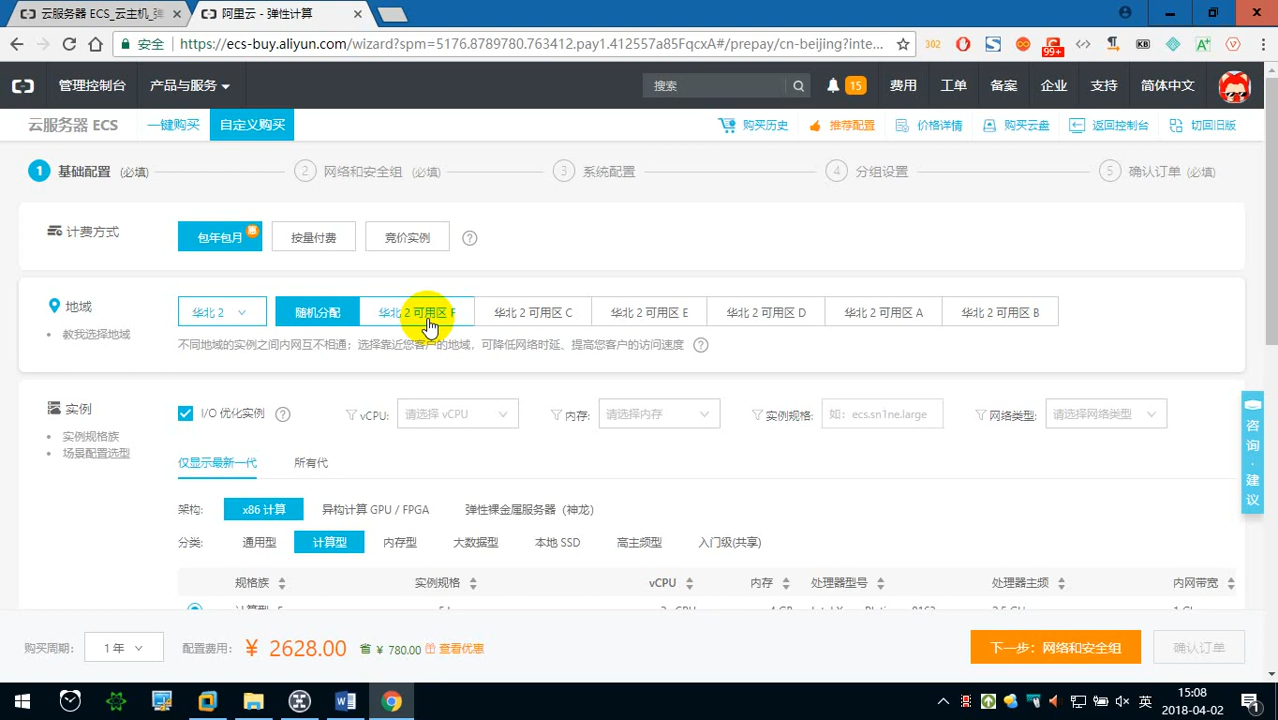 云服务器 ECS_云主机_弹
阿里云 - 弹性计算
安全 https://ecs-buy.aliyun.com/wizard?spm=5176.8789780.763412.pay1.412557a85FqcxA#/prepay/cn-beijing?inte...
302
99+
KB
管理控制台 产品与服务 搜索 15 费用 工单 备案 企业 支持 简体中文
云服务器 ECS 一键购买 自定义购买 购买历史 推荐配置 价格详情 购买云盘 返回控制台 切回旧版
1 基础配置 (必填) 2 网络和安全组 (必填) 3 系统配置 4 分组设置 5 确认订单 (必填)
计费方式 包年包月 惠 按量付费 竞价实例 ?
地域 华北 2 随机分配 华北 2 可用区 F 华北 2 可用区 C 华北 2 可用区 E 华北 2 可用区 D 华北 2 可用区 A 华北 2 可用区 B
教我选择地域
不同地域的实例之间内网互不相通；选择靠近您客户的地域，可降低网络时延、提高您客户的访问速度 ?
实例 I/O 优化实例 ? vCPU: 请选择 vCPU 内存: 请选择内存 实例规格: 如：ecs.sn1ne.large 网络类型: 请选择网络类型
实例规格族
场景配置选型
仅显示最新一代 所有代
架构: x86 计算 异构计算 GPU / FPGA 弹性裸金属服务器（神龙）
分类: 通用型 计算型 内存型 大数据型 本地 SSD 高主频型 入门级(共享)
规格族 实例规格 vCPU 内存 处理器型号 处理器主频 内网带宽
咨询·建议
购买周期: 1 年 配置费用: ¥ 2628.00 省 ¥ 780.00 查看优惠 下一步：网络和安全组 确认订单
英 15:08
2018-04-02 1